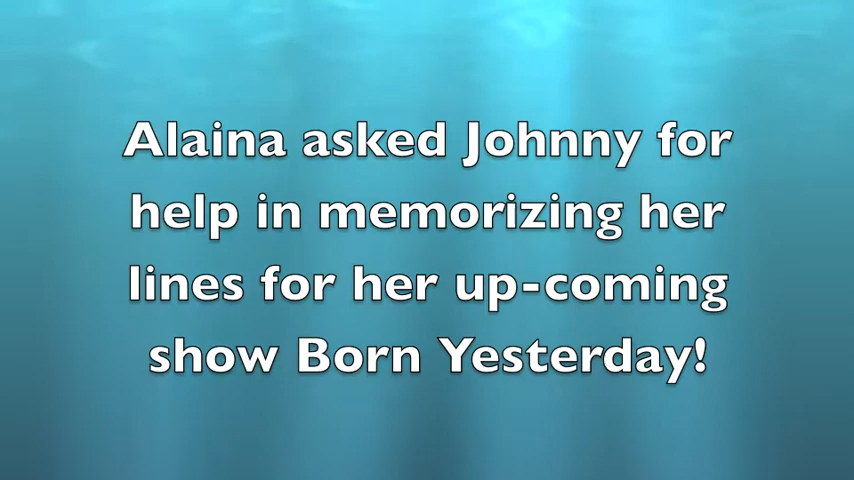 Alaina asked Johnny for
help in memorizing her
lines for her up-coming
show Born Yesterday!